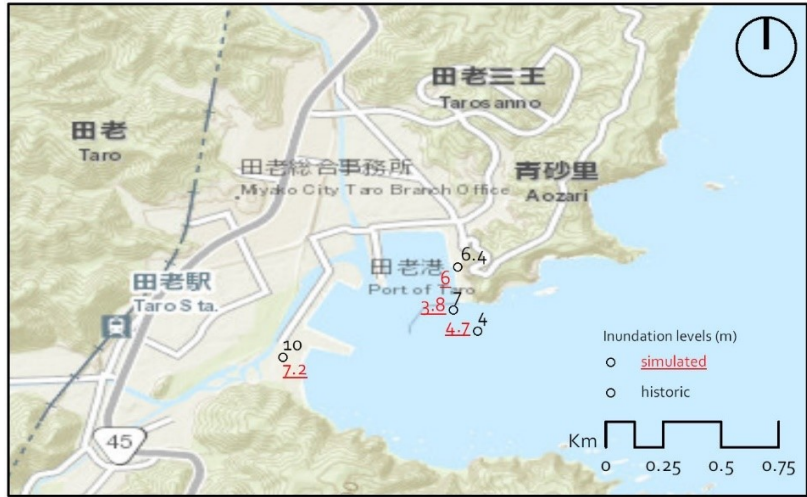 田老三王
Tarosanno
田老
Taro
田老総合事務所
Miyako City Taro Branch Office
青砂里
Aozari
田老港
Port of Taro
6.4
6
7
3.8
4
4.7
田老駅
Taro Sta.
10
7.2
45
Inundation levels (m)
simulated
historic
Km
0 0.25 0.5 0.75